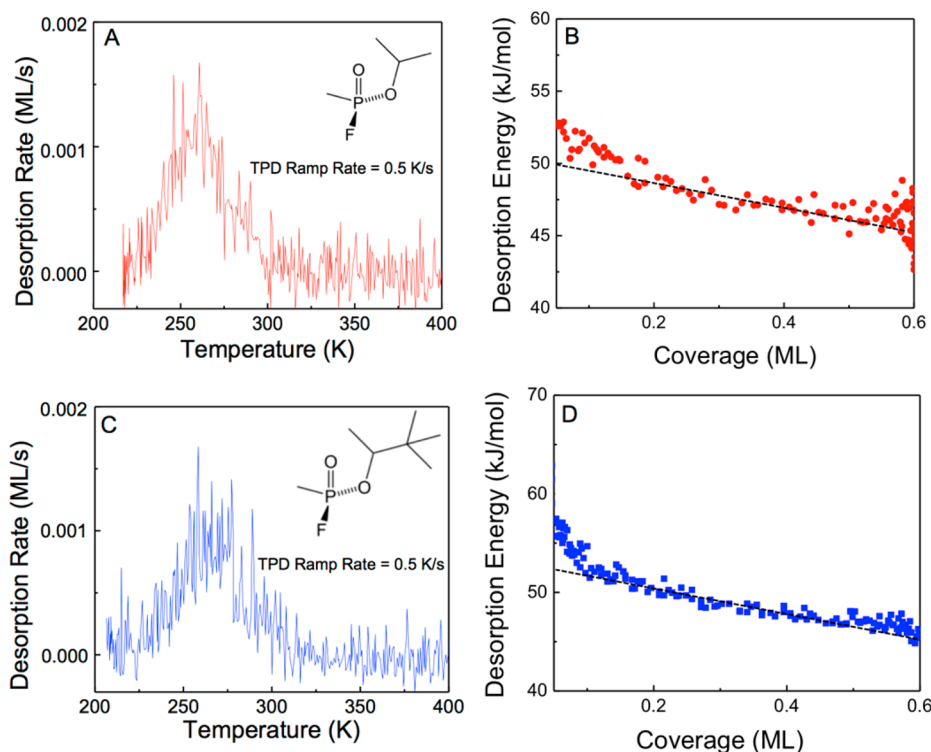 A
0.002
0.001
0.000
Desorption Rate (ML/s)
O
P
O
F
TPD Ramp Rate = 0.5 K/s
200 250 300 350 400
Temperature (K)
B
60
55
50
45
40
Desorption Energy (kJ/mol)
0.2 0.4 0.6
Coverage (ML)
C
0.002
0.001
0.000
Desorption Rate (ML/s)
O
P
O
F
TPD Ramp Rate = 0.5 K/s
200 250 300 350 400
Temperature (K)
D
70
60
50
40
Desorption Energy (kJ/mol)
0.2 0.4 0.6
Coverage (ML)